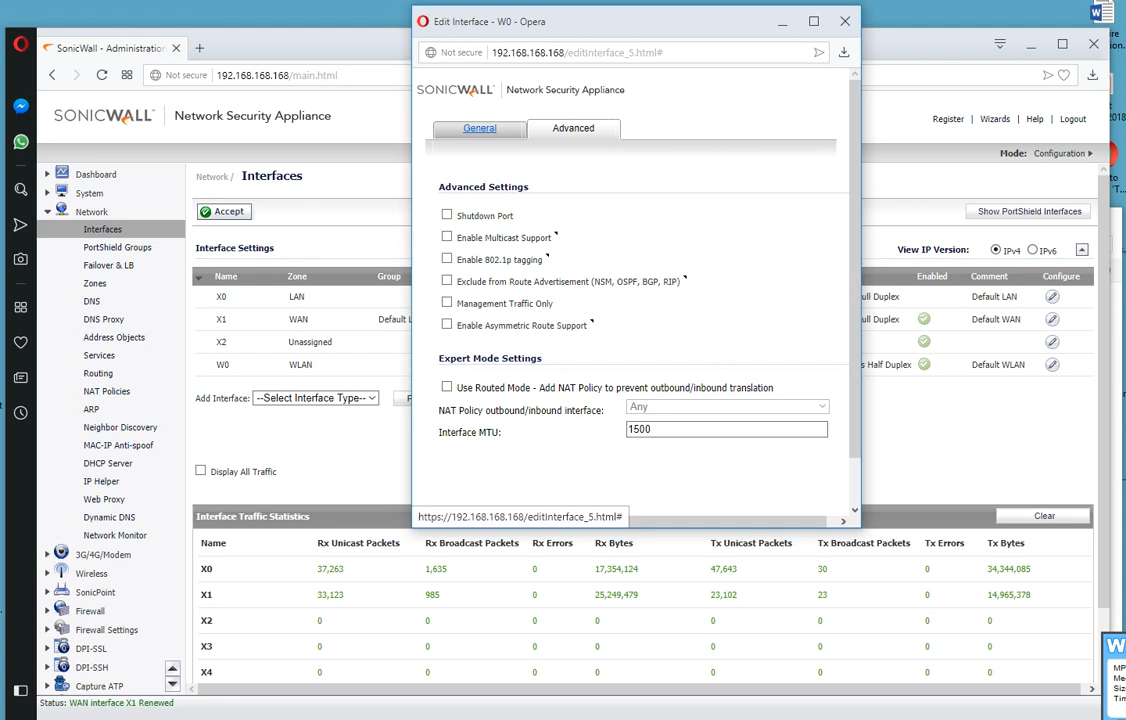 Edit Interface - W0 - Opera
Not secure 192.168.168.168/editInterface_5.html#
SONICWALL Network Security Appliance
General Advanced
Advanced Settings
Shutdown Port
Enable Multicast Support
Enable 802.1p tagging
Exclude from Route Advertisement (NSM, OSPF, BGP, RIP)
Management Traffic Only
Enable Asymmetric Route Support
Expert Mode Settings
Use Routed Mode - Add NAT Policy to prevent outbound/inbound translation
NAT Policy outbound/inbound interface: Any
Interface MTU: 1500
https://192.168.168.168/editInterface_5.html#
SonicWall - Administratio
Not secure 192.168.168.168/main.html
SONICWALL Network Security Appliance
Register | Wizards | Help | Logout
Mode: Configuration
Dashboard
System
Network
Interfaces
PortShield Groups
Failover & LB
Zones
DNS
DNS Proxy
Address Objects
Services
Routing
NAT Policies
ARP
Neighbor Discovery
MAC-IP Anti-spoof
DHCP Server
IP Helper
Web Proxy
Dynamic DNS
Network Monitor
3G/4G/Modem
Wireless
SonicPoint
Firewall
Firewall Settings
DPI-SSL
DPI-SSH
Capture ATP
Network / Interfaces
Accept Show PortShield Interfaces
Interface Settings View IP Version: IPv4 IPv6
Name Zone Group Enabled Comment Configure
X0 LAN ull Duplex Default LAN
X1 WAN Default L ull Duplex Default WAN
X2 Unassigned
W0 WLAN s Half Duplex Default WLAN
Add Interface: --Select Interface Type--
Display All Traffic
Interface Traffic Statistics Clear
Name Rx Unicast Packets Rx Broadcast Packets Rx Errors Rx Bytes Tx Unicast Packets Tx Broadcast Packets Tx Errors Tx Bytes
X0 37,263 1,635 0 17,354,124 47,643 30 0 34,344,085
X1 33,123 985 0 25,249,479 23,102 23 0 14,965,378
X2 0 0 0 0 0 0 0 0
X3 0 0 0 0 0 0 0 0
X4 0 0 0 0 0 0 0 0
Status: WAN interface X1 Renewed